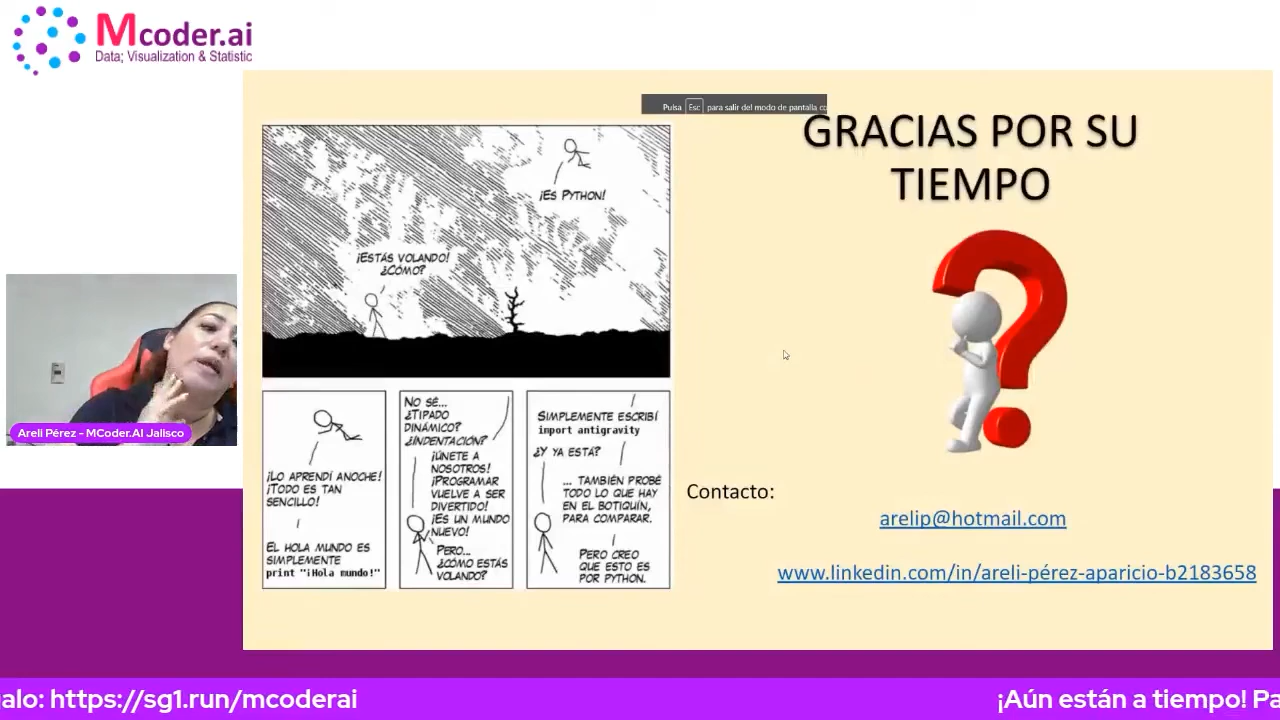 Mcoder.ai
Data; Visualization & Statistic
Pulsa Esc para salir del modo de pantalla co
GRACIAS POR SU
TIEMPO
¡ES PYTHON!
¡ESTÁS VOLANDO!
¿CÓMO?
¡LO APRENDÍ ANOCHE!
¡TODO ES TAN
SENCILLO!
EL HOLA MUNDO ES
SIMPLEMENTE
print "¡Hola mundo!"
NO SÉ...
¿TIPADO
DINÁMICO?
¿INDENTACIÓN?
¡ÚNETE A
NOSOTROS!
¡PROGRAMAR
VUELVE A SER
DIVERTIDO!
¡ES UN MUNDO
NUEVO!
PERO...
¿CÓMO ESTÁS
VOLANDO?
SIMPLEMENTE ESCRIBÍ
import antigravity
¿Y YA ESTÁ?
... TAMBIÉN PROBÉ
TODO LO QUE HAY
EN EL BOTIQUÍN,
PARA COMPARAR.
PERO CREO
QUE ESTO ES
POR PYTHON.
Contacto:
arelip@hotmail.com
www.linkedin.com/in/areli-pérez-aparicio-b2183658
Areli Pérez - MCoder.AI Jalisco
alo: https://sg1.run/mcoderai
¡Aún están a tiempo! Pa